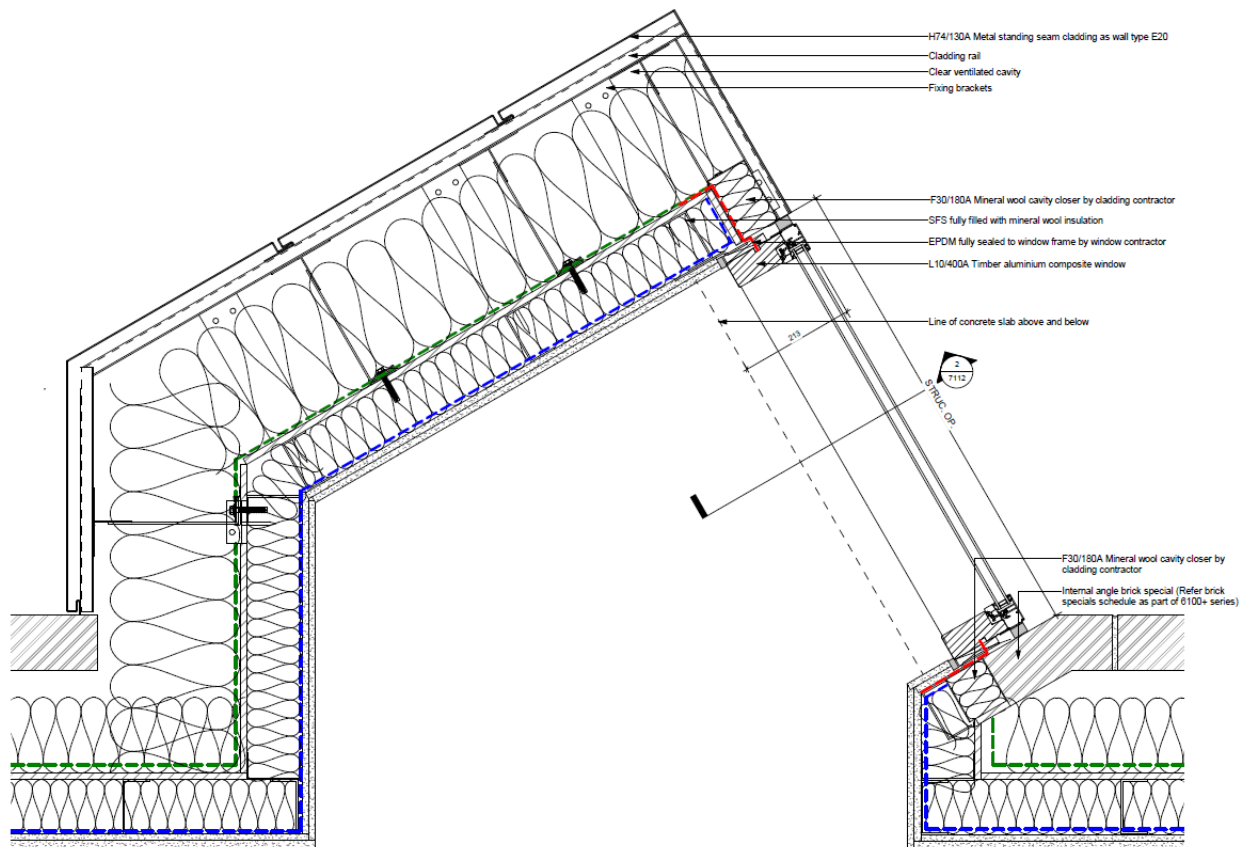 H74/130A Metal standing seam cladding as wall type E20
Cladding rail
Clear ventilated cavity
Fixing brackets
F30/180A Mineral wool cavity closer by cladding contractor
SFS fully filled with mineral wool insulation
EPDM fully sealed to window frame by window contractor
L10/400A Timber aluminium composite window
Line of concrete slab above and below
213
2
7112
STRUC. OP.
F30/180A Mineral wool cavity closer by
cladding contractor
Internal angle brick special (Refer brick
specials schedule as part of 6100+ series)